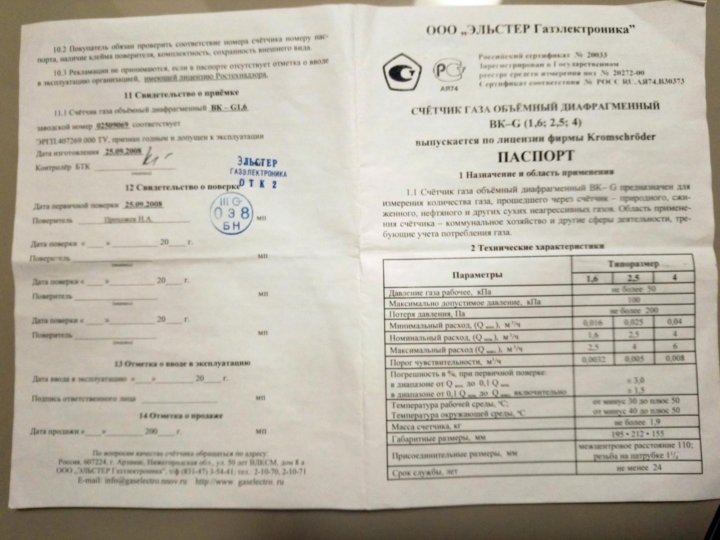 10.2 Покупатель обязан проверить соответствие номера счётчика номеру пас-
порта, наличие клейма поверителя, комплектность, сохранность внешнего вида.
10.3 Рекламации не принимаются, если в паспорте отсутствует отметка о вводе
в эксплуатацию организацией, имеющей лицензию Ростехнадзора.
11 Свидетельство о приёмке
11.1 Счётчик газа объёмный диафрагменный ВК – G1,6
заводской номер 02509069 соответствует
407269.000 ТУ, признан годным и допущен к эксплуатации
Дата изготовления 25.09.2008
Контролёр БТК
ЭЛЬСТЕР
ГАЗЭЛЕКТРОНИКА
ОТК 2
12 Свидетельство о поверке
Дата первичной поверки 25.09.2008
Поверитель Н.А. мп
III G
О Э 8
БН
Дата поверки « » 20 г.
Поверитель мп
Дата поверки « » 20 г.
Поверитель мп
Дата поверки « » 20 г.
Поверитель мп
13 Отметка о вводе в эксплуатацию
Дата ввода в эксплуатацию « » 20 г.
Подпись ответственного лица мп
14 Отметка о продаже
Дата продажи « » 200 г.
По вопросам качества счётчиков обращаться по адресу:
Россия, 607224, г. Арзамас, Нижегородская обл., ул. 50 лет ВЛКСМ, дом 8 а
ООО „ЭЛЬСТЕР Газэлектроника”, т/ф (831-47) 3-54-41; тел. 2-10-70, 2-10-71
E-mail: info@gaselectro.nnov.ru http://www. gaselectro. ru
ООО „ЭЛЬСТЕР Газэлектроника”
Российский сертификат № 20033
Зарегистрирован в Государственном
реестре средств измерения под № 20272-00
Сертификат соответствия № РОСС RU.АЯ74.В30373
АЯ74
СЧЁТЧИК ГАЗА ОБЪЁМНЫЙ ДИАФРАГМЕННЫЙ
ВК–G (1,6; 2,5; 4)
выпускается по лицензии фирмы Kromschröder
ПАСПОРТ
1 Назначение и область применения
1.1 Счётчик газа объёмный диафрагменный ВК– G предназначен для
измерения количества газа, прошедшего через счётчик – природного, сжи-
женного, нефтяного и других сухих неагрессивных газов. Область примене-
ния счётчика – коммунальное хозяйство и другие сферы деятельности, тре-
бующие учета потребления газа.
2 Технические характеристики
Параметры Типоразмер
1,6 2,5 4
Давление газа рабочее, кПа не более 50
Максимально допустимое давление, кПа 100
Потеря давления, Па не более 200
Минимальный расход, (Q мин), м³/ч 0,016 0,025 0,04
Номинальный расход, (Q ном), м³/ч 1,6 2,5 4
Максимальный расход (Q макс), м³/ч 2,5 4 6
Порог чувствительности, м³/ч 0,0032 0,005 0,008
Погрешность в %, при первичной поверке:
в диапазоне от Q мин до 0,1 Q ном ± 3,0
в диапазоне от 0,1 Q ном до Q макс включительно ± 1,5
Температура рабочей среды, °С; от минус 30 до плюс 50
Температура окружающей среды, °С от минус 40 до плюс 50
Масса счетчика, кг не более 1,9
Габаритные размеры, мм 195 × 212 × 155
Присоединительные размеры, мм межцентровое расстояние 110;
резьба на патрубке 1¹/₄
Срок службы, лет не менее 24